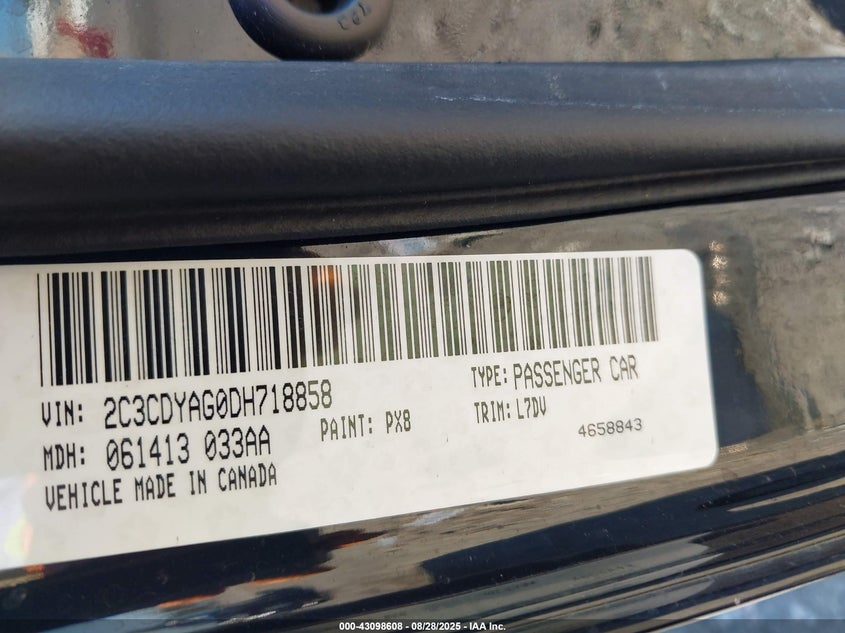 VIN: 2C3CDYAG0DH718858
TYPE: PASSENGER CAR
MDH: 061413 033AA
PAINT: PX8
TRIM: L7DV
4658843
VEHICLE MADE IN CANADA
000-43098608 - 08/28/2025 - IAA Inc.